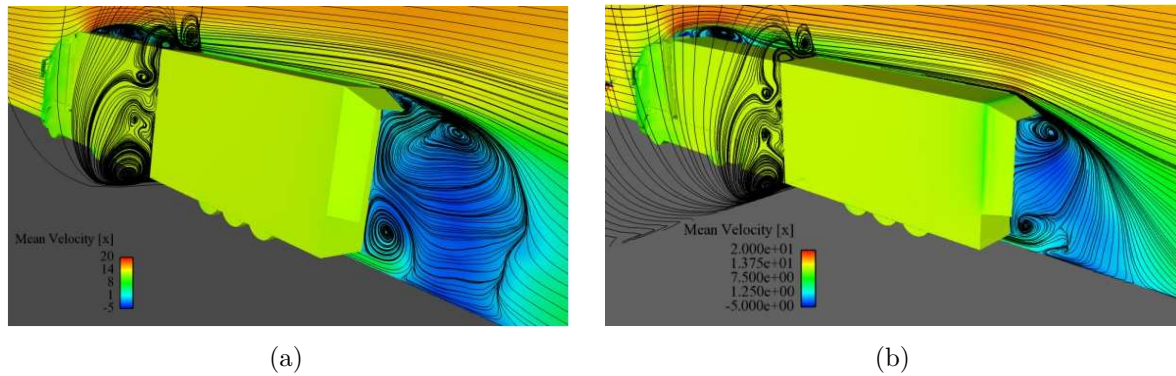 Mean Velocity [x]
20
14
8
1
-5
Mean Velocity [x]
2.000e+01
1.375e+01
7.500e+00
1.250e+00
-5.000e+00
(a)
(b)